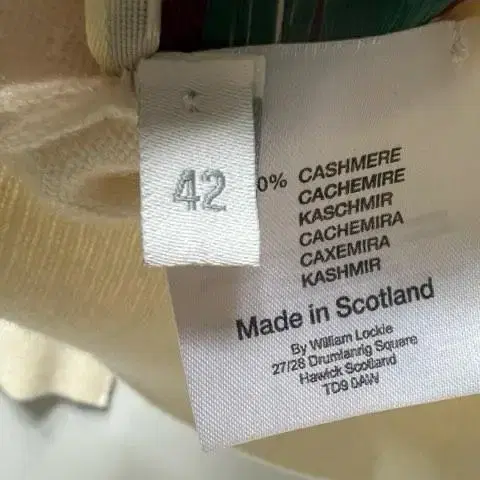 42
0% CASHMERE
CACHEMIRE
KASCHMIR
CACHEMIRA
CAXEMIRA
KASHMIR
Made in Scotland
By William Lockie
27/28 Drumlanrig Square
Hawick Scotland
TD9 0AW